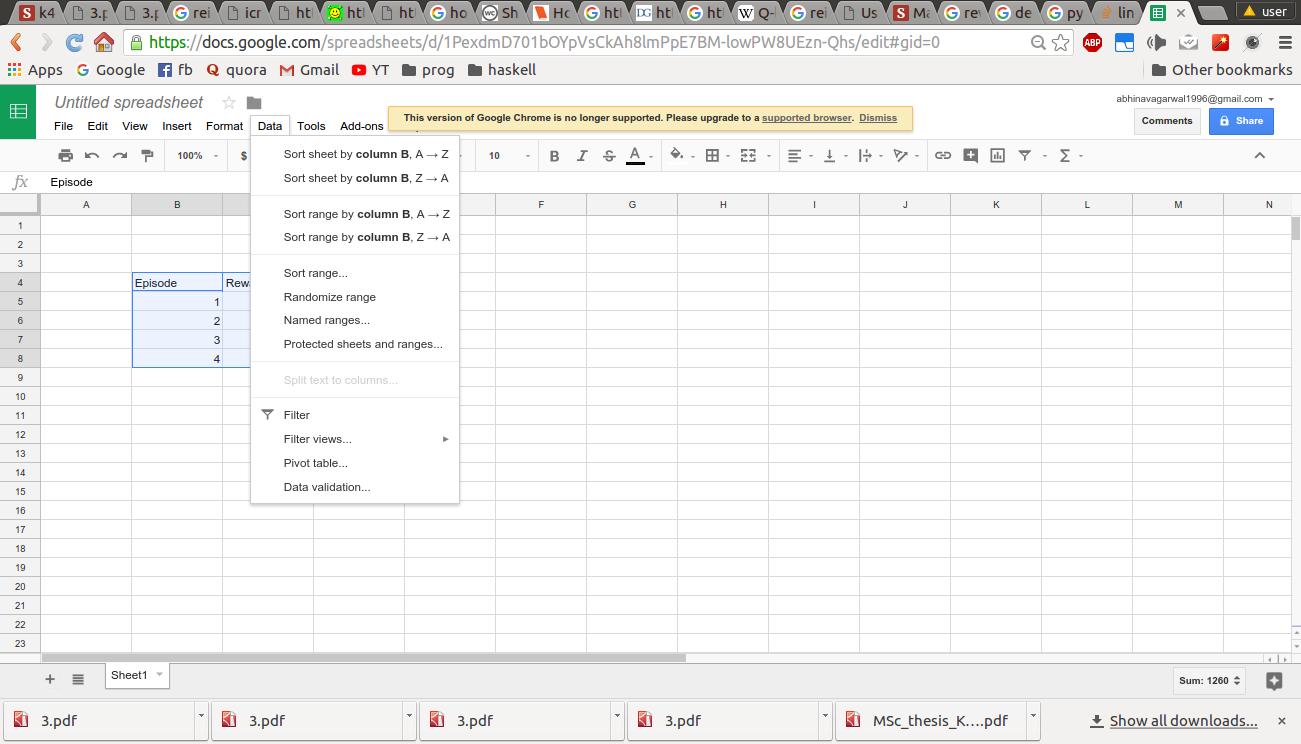 k4 3.p 3.p rei icr ht ht ht ho Sh Ho ht ht ht Q- rei Us Ma rev de py lin user
https://docs.google.com/spreadsheets/d/1PexdmD701bOYpVsCkAh8lmPpE7BM-lowPW8UEzn-Qhs/edit#gid=0
Apps Google fb quora Gmail YT prog haskell Other bookmarks
Untitled spreadsheet
abhinavagarwal1996@gmail.com
This version of Google Chrome is no longer supported. Please upgrade to a supported browser. Dismiss
Comments Share
File Edit View Insert Format Data Tools Add-ons
100% $ 10
fx Episode
A B F G H I J K L M N
Sort sheet by column B, A → Z
Sort sheet by column B, Z → A
Sort range by column B, A → Z
Sort range by column B, Z → A
Sort range...
Randomize range
Named ranges...
Protected sheets and ranges...
Split text to columns...
Filter
Filter views...
Pivot table...
Data validation...
1
2
3
4 Episode Rew
5 1
6 2
7 3
8 4
9
10
11
12
13
14
15
16
17
18
19
20
21
22
23
Sheet1
Sum: 1260
3.pdf 3.pdf 3.pdf 3.pdf MSc_thesis_K....pdf Show all downloads...